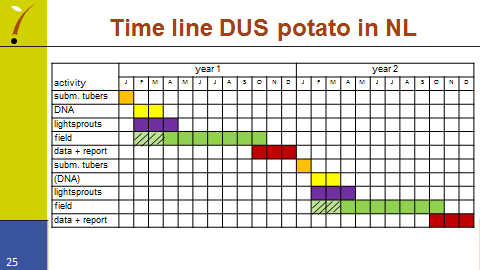 Time line DUS potato in NL
year 1 year 2
activity J F M A M J J A S O N D J F M A M J J A S O N D
subm. tubers
DNA
lightsprouts
field
data + report
subm. tubers
(DNA)
lightsprouts
field
data + report
25